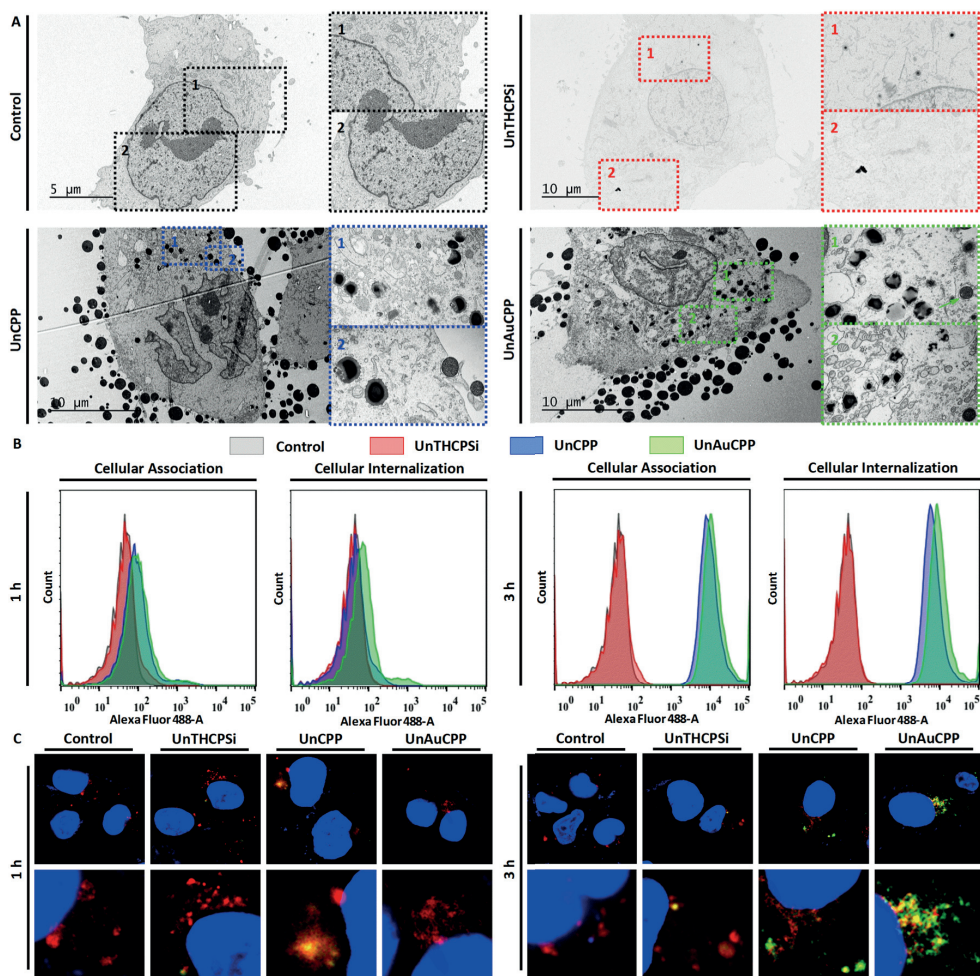 A
Control
1
2
5 µm
1
2
UnTHCPSi
1
2
10 µm
1
2
UnCPP
1
2
10 µm
1
2
UnAuCPP
1
2
10 µm
1
2
B
Control UnTHCPSi UnCPP UnAuCPP
1 h
Cellular Association Cellular Internalization
Count Count
10⁰ 10¹ 10² 10³ 10⁴ 10⁵ 10⁰ 10¹ 10² 10³ 10⁴ 10⁵
Alexa Fluor 488-A Alexa Fluor 488-A
3 h
Cellular Association Cellular Internalization
Count Count
10⁰ 10¹ 10² 10³ 10⁴ 10⁵ 10⁰ 10¹ 10² 10³ 10⁴ 10⁵
Alexa Fluor 488-A Alexa Fluor 488-A
C
1 h
Control UnTHCPSi UnCPP UnAuCPP
3 h
Control UnTHCPSi UnCPP UnAuCPP